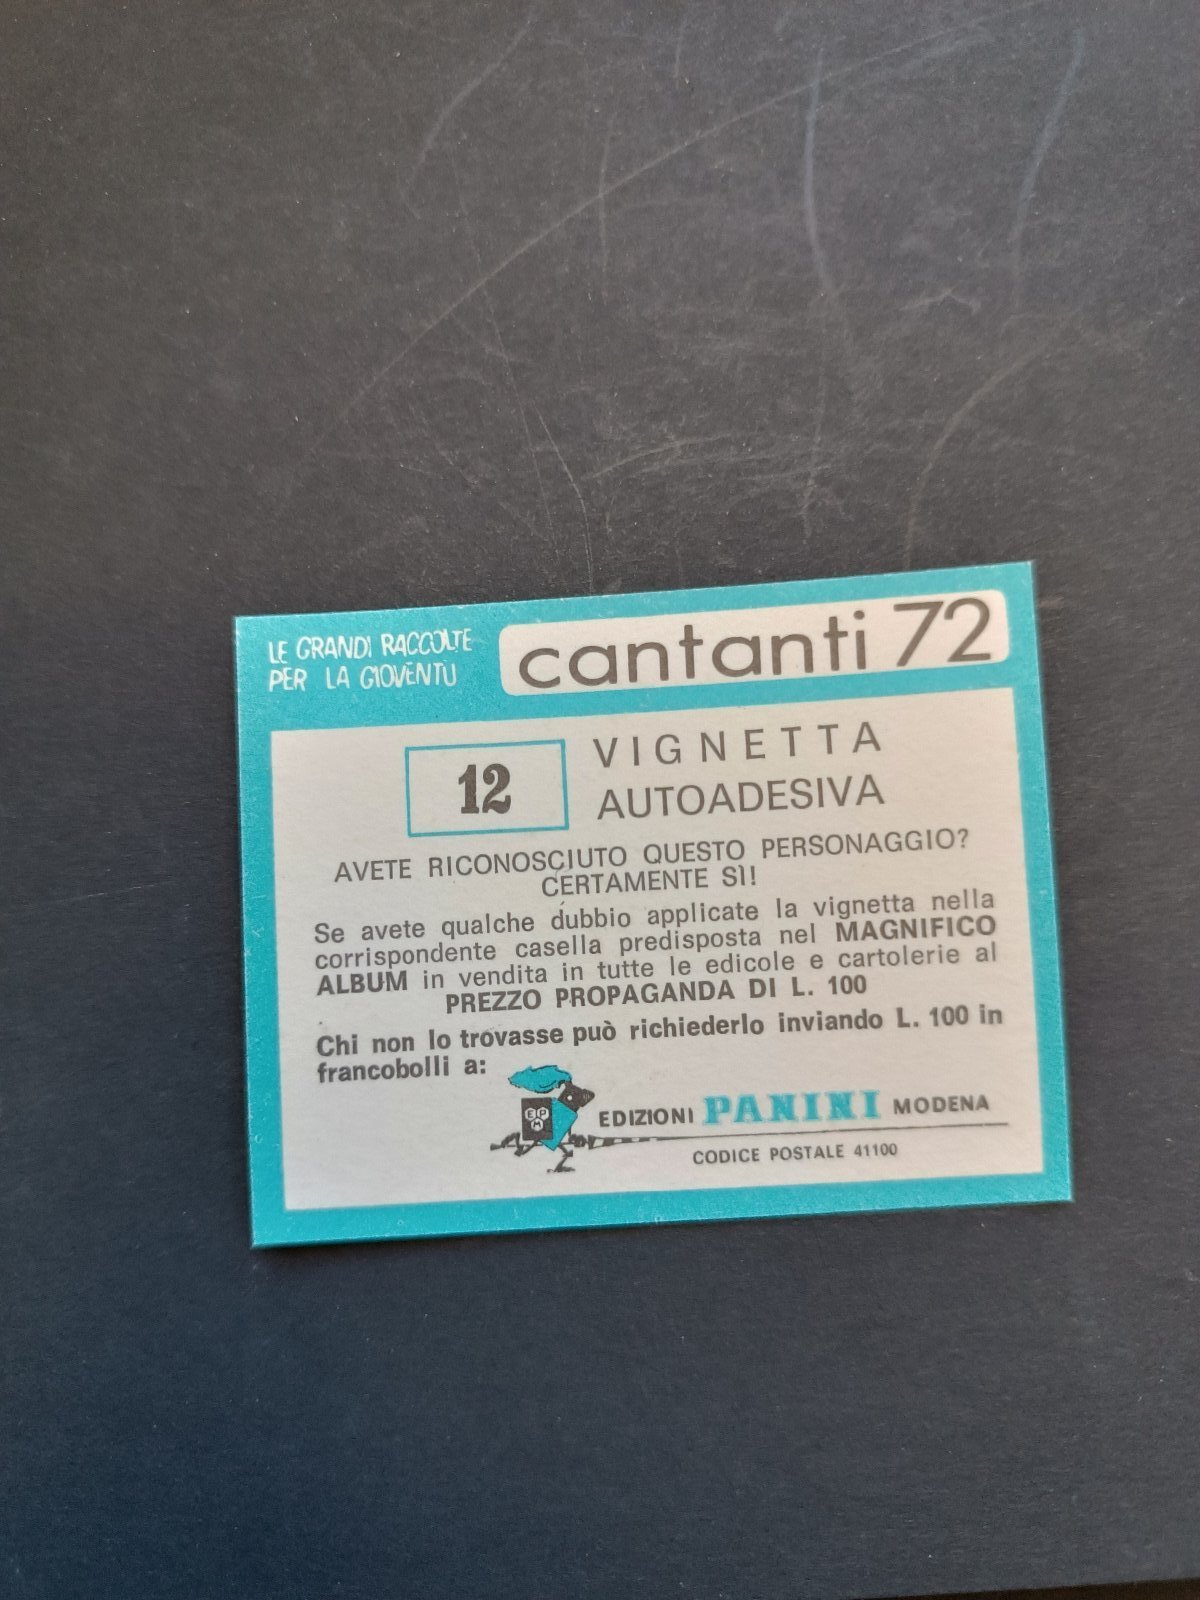 LE GRANDI RACCOLTE
PER LA GIOVENTÙ
cantanti 72
12
VIGNETTA
AUTOADESIVA
AVETE RICONOSCIUTO QUESTO PERSONAGGIO?
CERTAMENTE SÌ!
Se avete qualche dubbio applicate la vignetta nella
corrispondente casella predisposta nel MAGNIFICO
ALBUM in vendita in tutte le edicole e cartolerie al
PREZZO PROPAGANDA DI L. 100
Chi non lo trovasse può richiederlo inviando L. 100 in
francobolli a:
EPM
EDIZIONI PANINI MODENA
CODICE POSTALE 41100